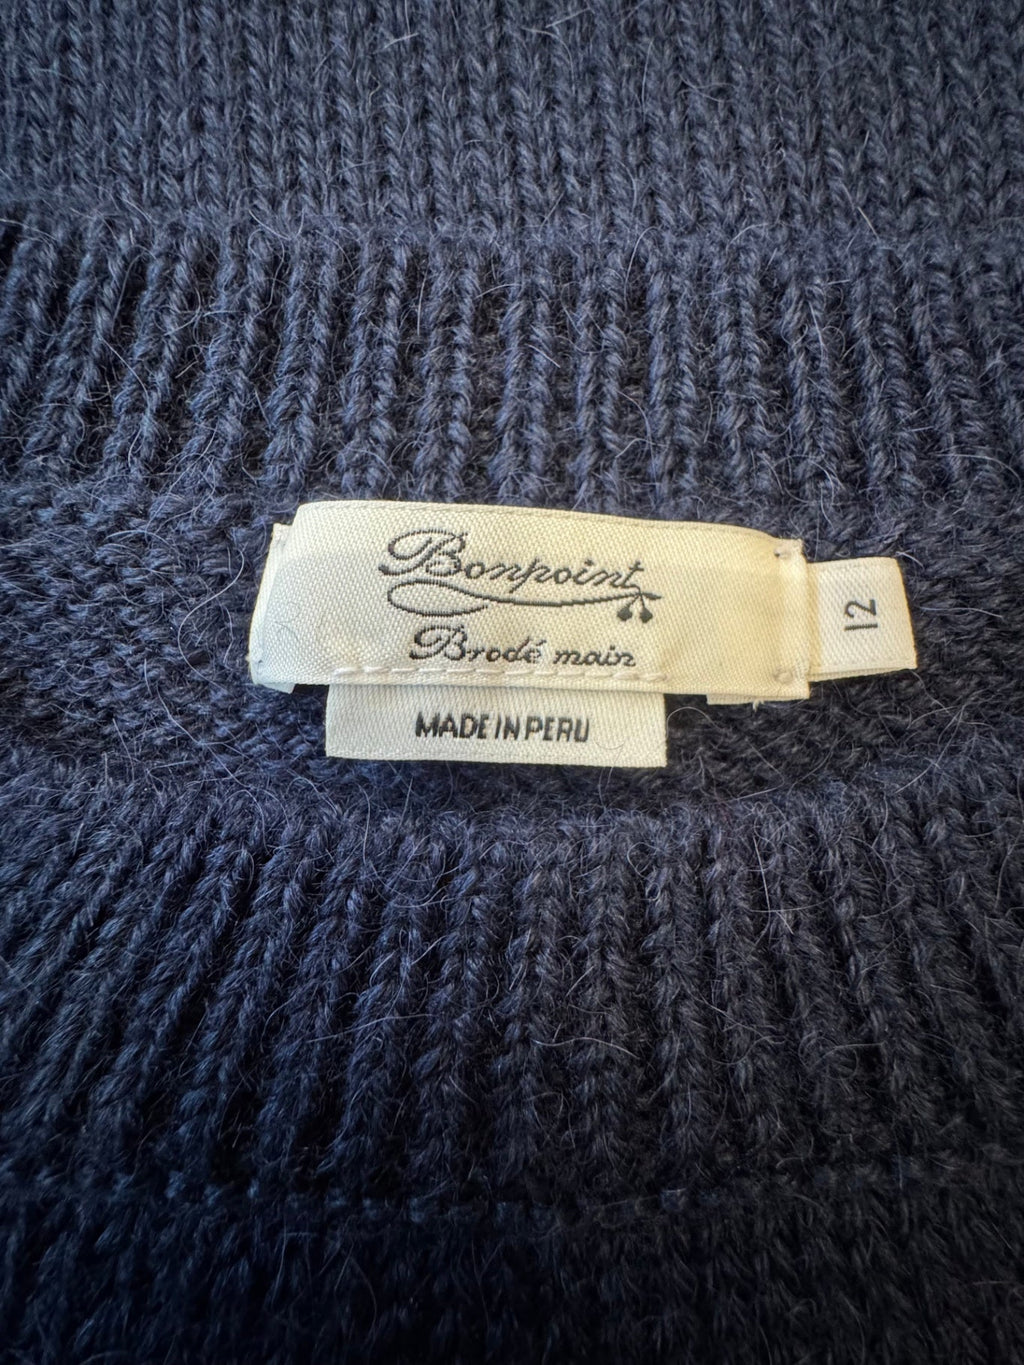 Bonpoint
Brodé main
MADE IN PERU
12